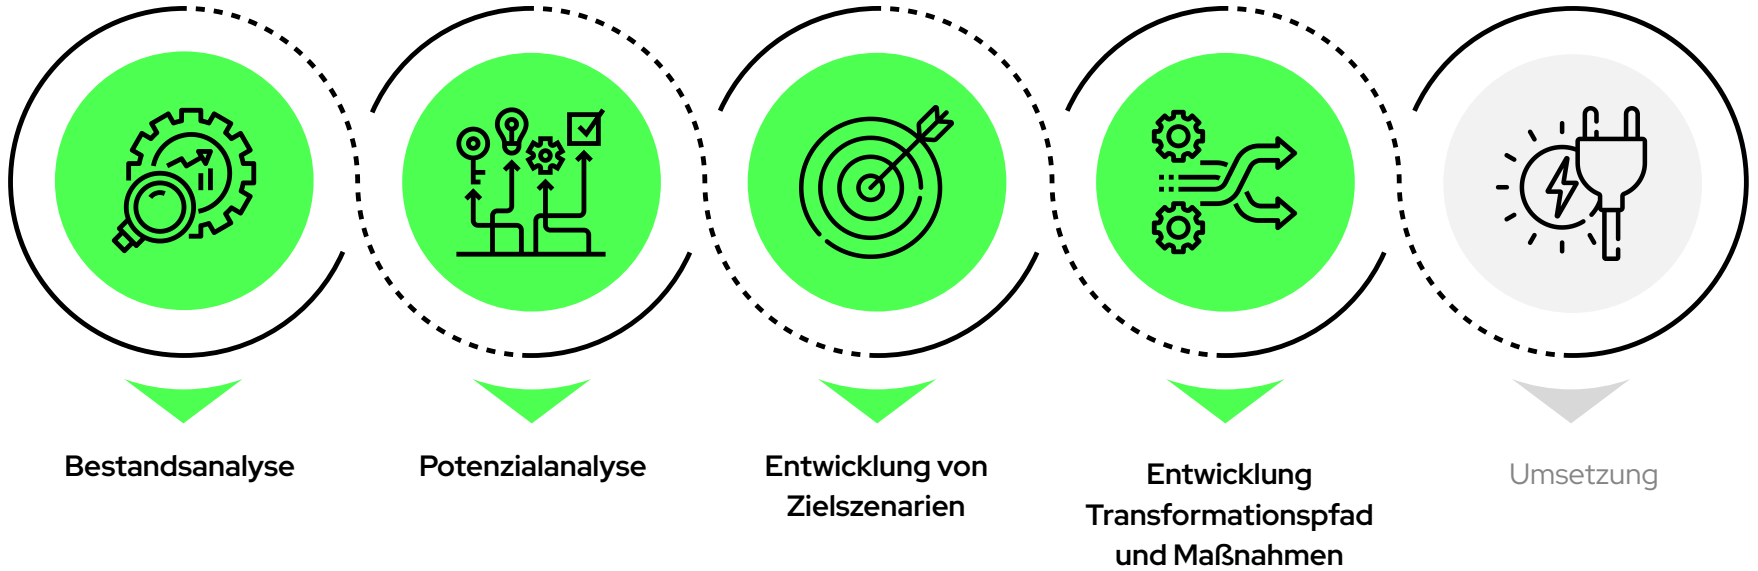 Bestandsanalyse
Potenzialanalyse
Entwicklung von
Zielszenarien
Entwicklung
Transformationspfad
und Maßnahmen
Umsetzung